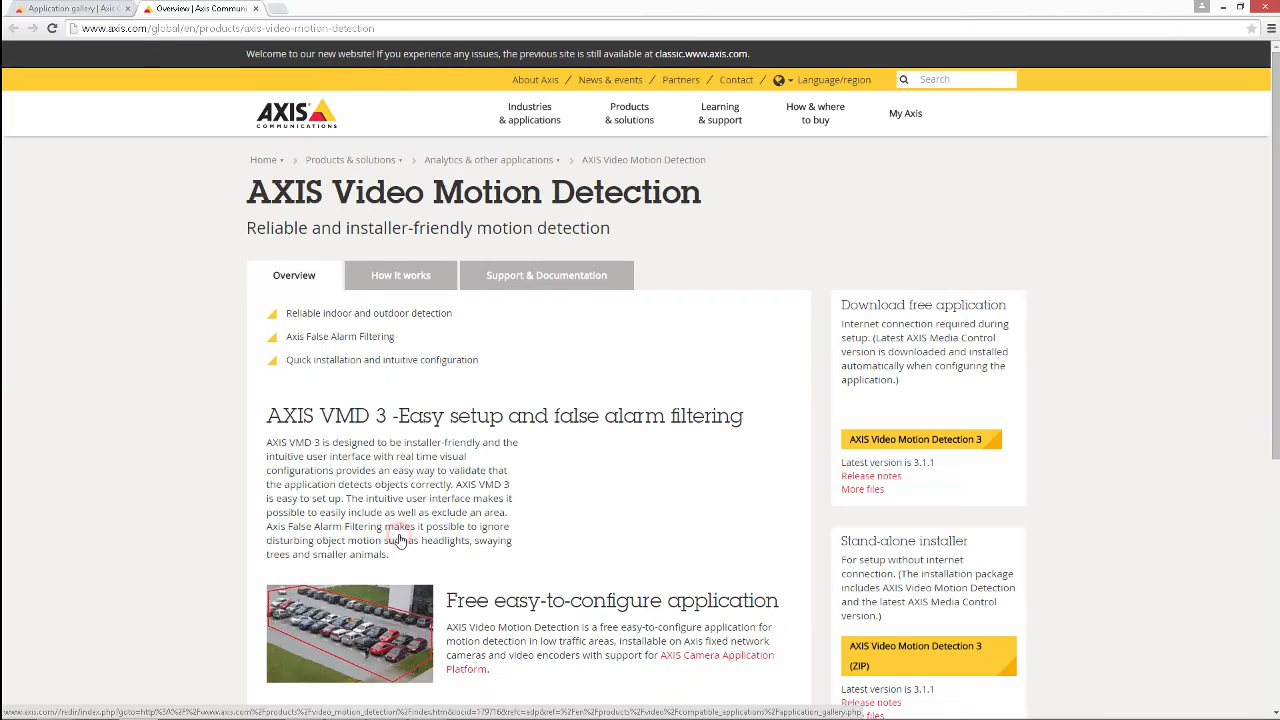 Application gallery | Axis C
Overview | Axis Communi
www.axis.com/global/en/products/axis-video-motion-detection
Welcome to our new website! If you experience any issues, the previous site is still available at classic.www.axis.com.
About Axis / News & events / Partners / Contact / Language/region
Search
AXIS
COMMUNICATIONS
Industries
& applications
Products
& solutions
Learning
& support
How & where
to buy
My Axis
Home
Products & solutions
Analytics & other applications
AXIS Video Motion Detection
AXIS Video Motion Detection
Reliable and installer-friendly motion detection
Overview
How it works
Support & Documentation
Reliable indoor and outdoor detection
Axis False Alarm Filtering
Quick installation and intuitive configuration
AXIS VMD 3 -Easy setup and false alarm filtering
AXIS VMD 3 is designed to be installer-friendly and the
intuitive user interface with real time visual
configurations provides an easy way to validate that
the application detects objects correctly. AXIS VMD 3
is easy to set up. The intuitive user interface makes it
possible to easily include as well as exclude an area.
Axis False Alarm Filtering makes it possible to ignore
disturbing object motion such as headlights, swaying
trees and smaller animals.
Free easy-to-configure application
AXIS Video Motion Detection is a free easy-to-configure application for
motion detection in low traffic areas, installable on Axis fixed network
cameras and video encoders with support for AXIS Camera Application
Platform.
Download free application
Internet connection required during
setup. (Latest AXIS Media Control
version is downloaded and installed
automatically when configuring the
application.)
AXIS Video Motion Detection 3
Latest version is 3.1.1
Release notes
More files
Stand-alone installer
For setup without internet
connection. (The installation package
includes AXIS Video Motion Detection
and the latest AXIS Media Control
version.)
AXIS Video Motion Detection 3
(ZIP)
Latest version is 3.1.1
Release notes
More files